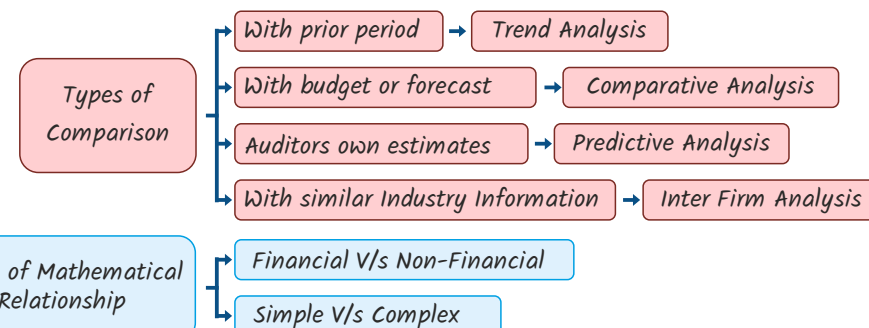 Types of
Comparison
With prior period
Trend Analysis
With budget or forecast
Comparative Analysis
Auditors own estimates
Predictive Analysis
With similar Industry Information
Inter Firm Analysis
of Mathematical
Relationship
Financial V/s Non-Financial
Simple V/s Complex